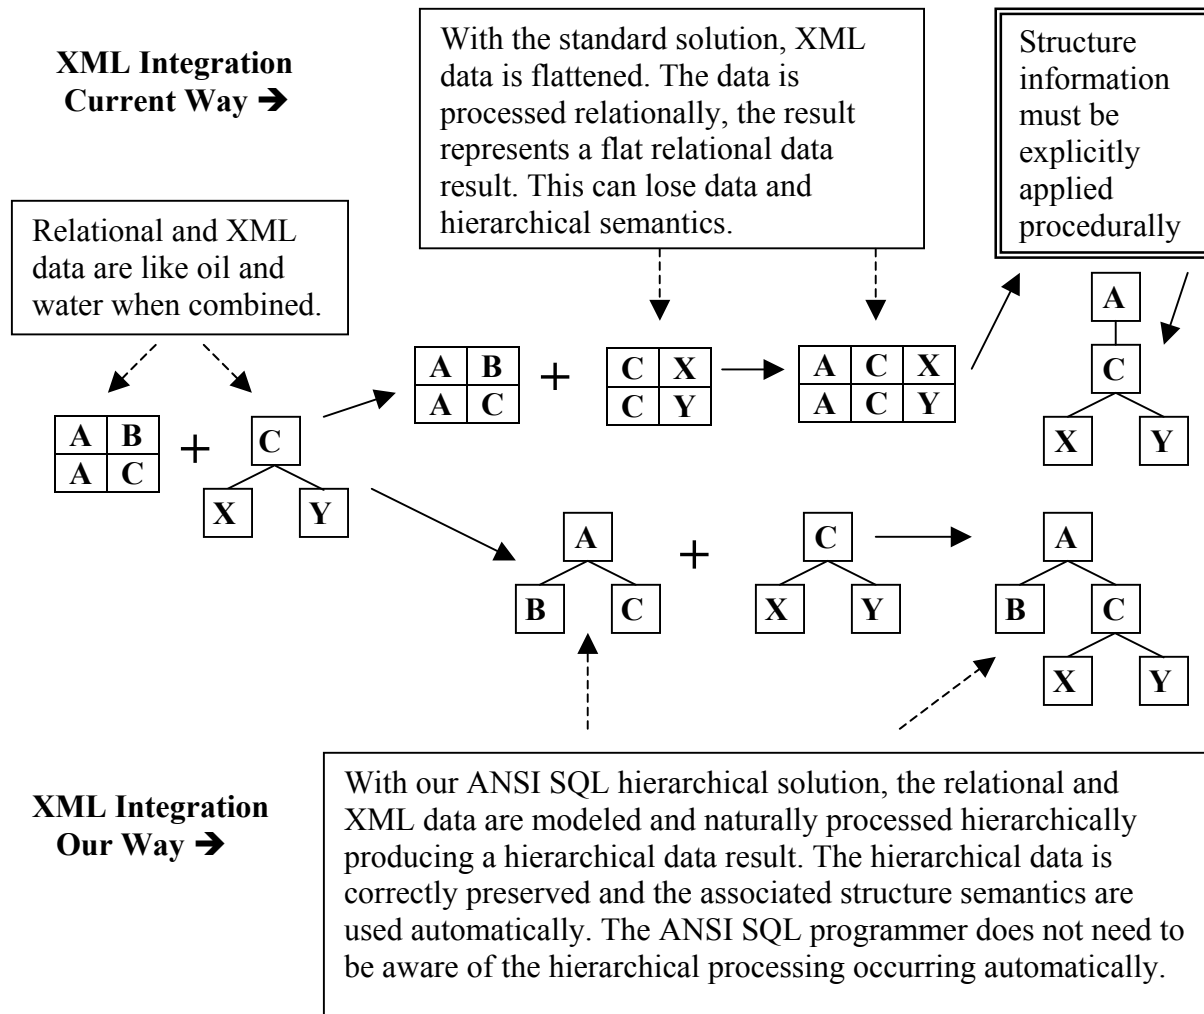 XML Integration
Current Way ➔
With the standard solution, XML
data is flattened. The data is
processed relationally, the result
represents a flat relational data
result. This can lose data and
hierarchical semantics.
Structure
information
must be
explicitly
applied
procedurally
Relational and XML
data are like oil and
water when combined.
A B
A C
+
C
X Y
A B
A C
+
C X
C Y
A C X
A C Y
A
C
X Y
A
B C
+
C
X Y
A
B C
X Y
XML Integration
Our Way ➔
With our ANSI SQL hierarchical solution, the relational and
XML data are modeled and naturally processed hierarchically
producing a hierarchical data result. The hierarchical data is
correctly preserved and the associated structure semantics are
used automatically. The ANSI SQL programmer does not need to
be aware of the hierarchical processing occurring automatically.